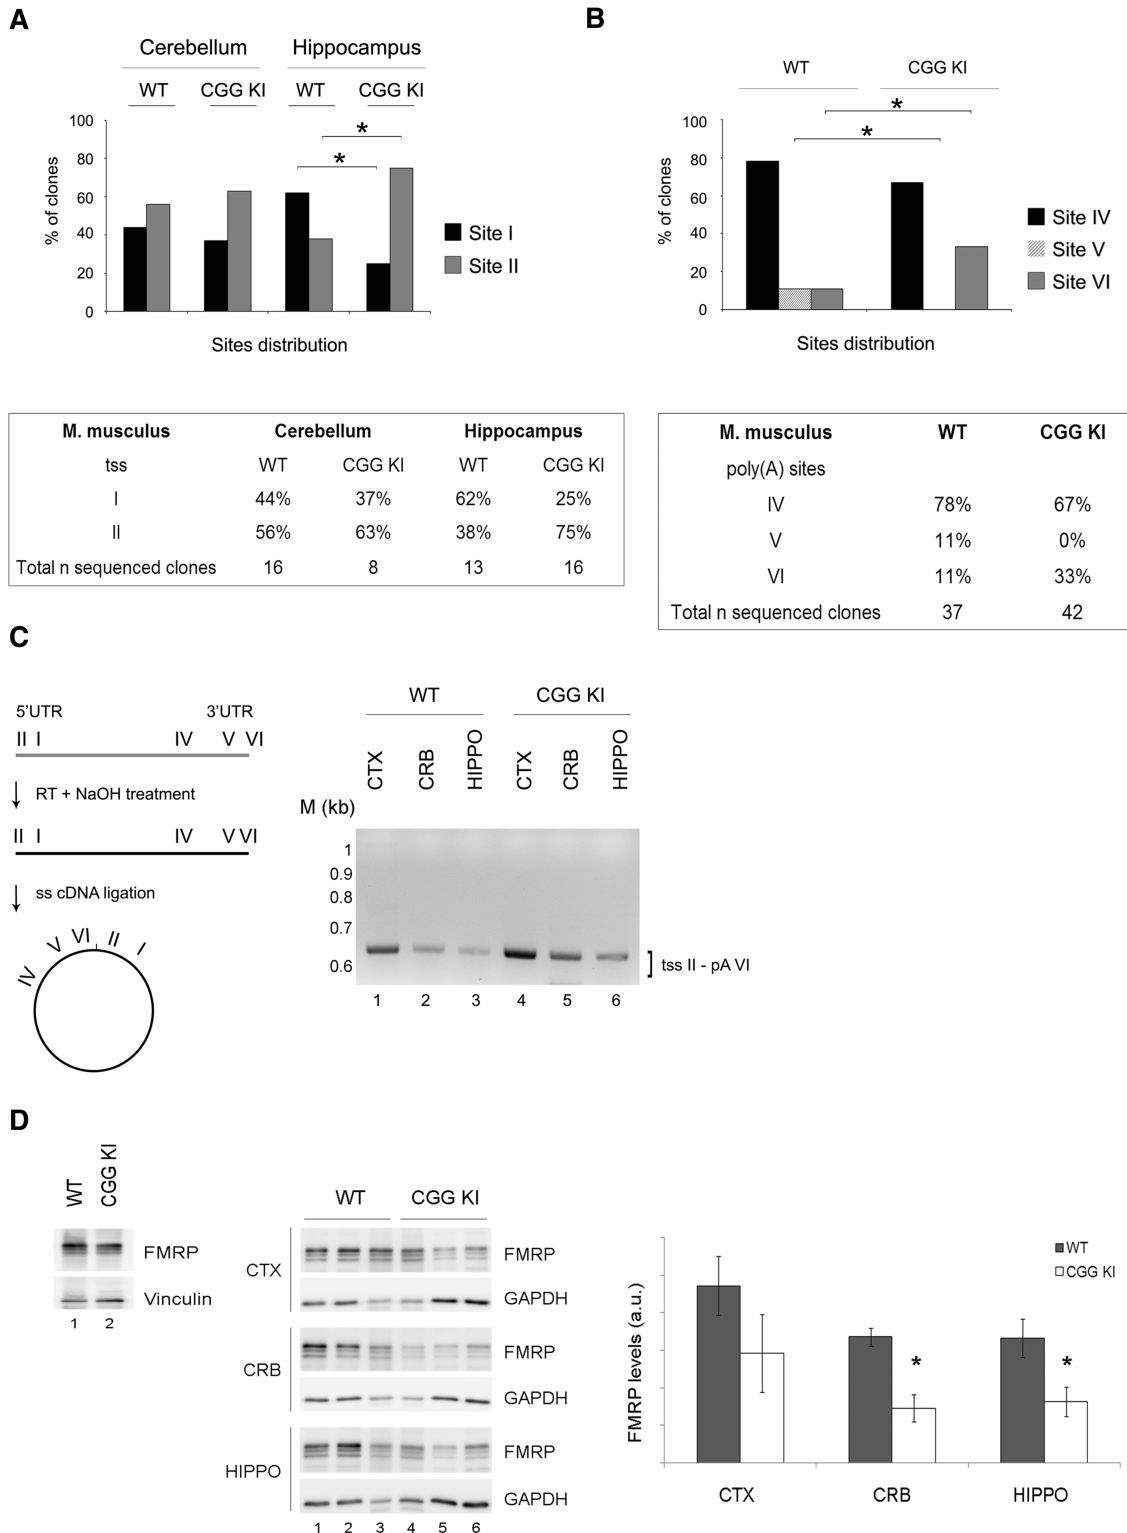 A
Cerebellum Hippocampus
WT CGG KI WT CGG KI
100
80
60
40
20
0
% of clones
*
*
Site I
Site II
Sites distribution
B
WT CGG KI
100
80
60
40
20
0
% of clones
*
*
Site IV
Site V
Site VI
Sites distribution
M. musculus Cerebellum Hippocampus
tss WT CGG KI WT CGG KI
I 44% 37% 62% 25%
II 56% 63% 38% 75%
Total n sequenced clones 16 8 13 16
M. musculus WT CGG KI
poly(A) sites
IV 78% 67%
V 11% 0%
VI 11% 33%
Total n sequenced clones 37 42
C
5'UTR 3'UTR
II I IV V VI
RT + NaOH treatment
II I IV V VI
ss cDNA ligation
IV V VI II I
WT CGG KI
CTX CRB HIPPO CTX CRB HIPPO
M (kb)
1
0.9
0.8
0.7
0.6
tss II - pA VI
1 2 3 4 5 6
D
WT CGG KI
FMRP
Vinculin
1 2
WT CGG KI
CTX
FMRP
GAPDH
CRB
FMRP
GAPDH
HIPPO
FMRP
GAPDH
1 2 3 4 5 6
FMRP levels (a.u.)
WT
CGG KI
*
*
CTX CRB HIPPO